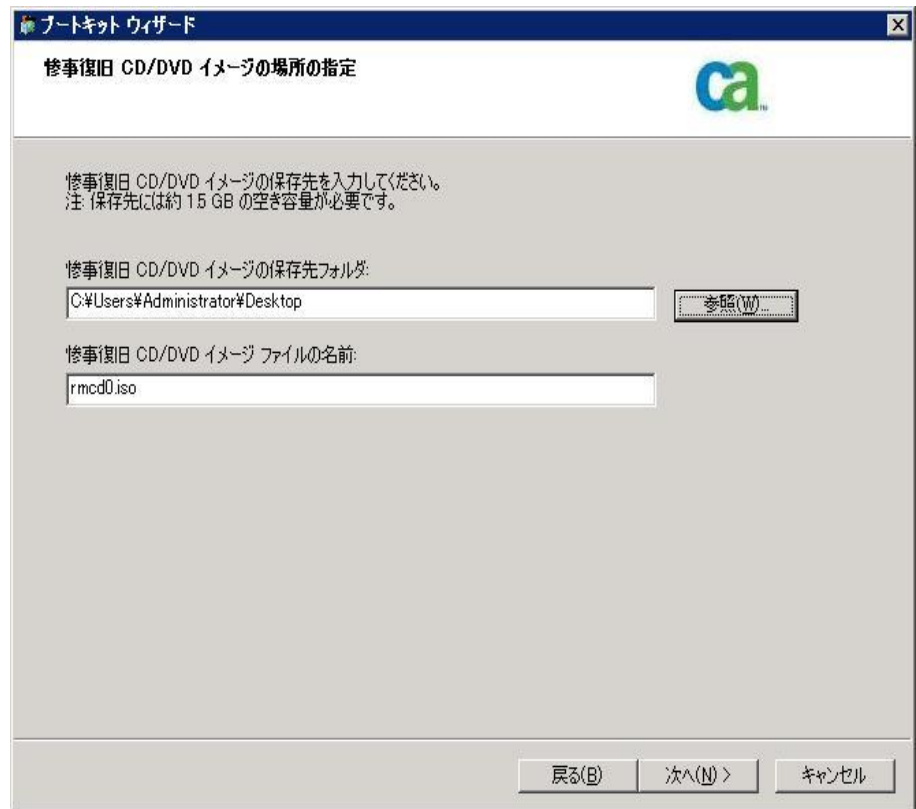 ブートキット ウィザード
惨事復旧 CD/DVD イメージの場所の指定
ca
惨事復旧 CD/DVD イメージの保存先を入力してください。
注: 保存先には約 1.5 GB の空き容量が必要です。
惨事復旧 CD/DVD イメージの保存先フォルダ:
C:¥Users¥Administrator¥Desktop
参照(W)...
惨事復旧 CD/DVD イメージ ファイルの名前:
rmcd0.iso
戻る(B)
次へ(N) >
キャンセル